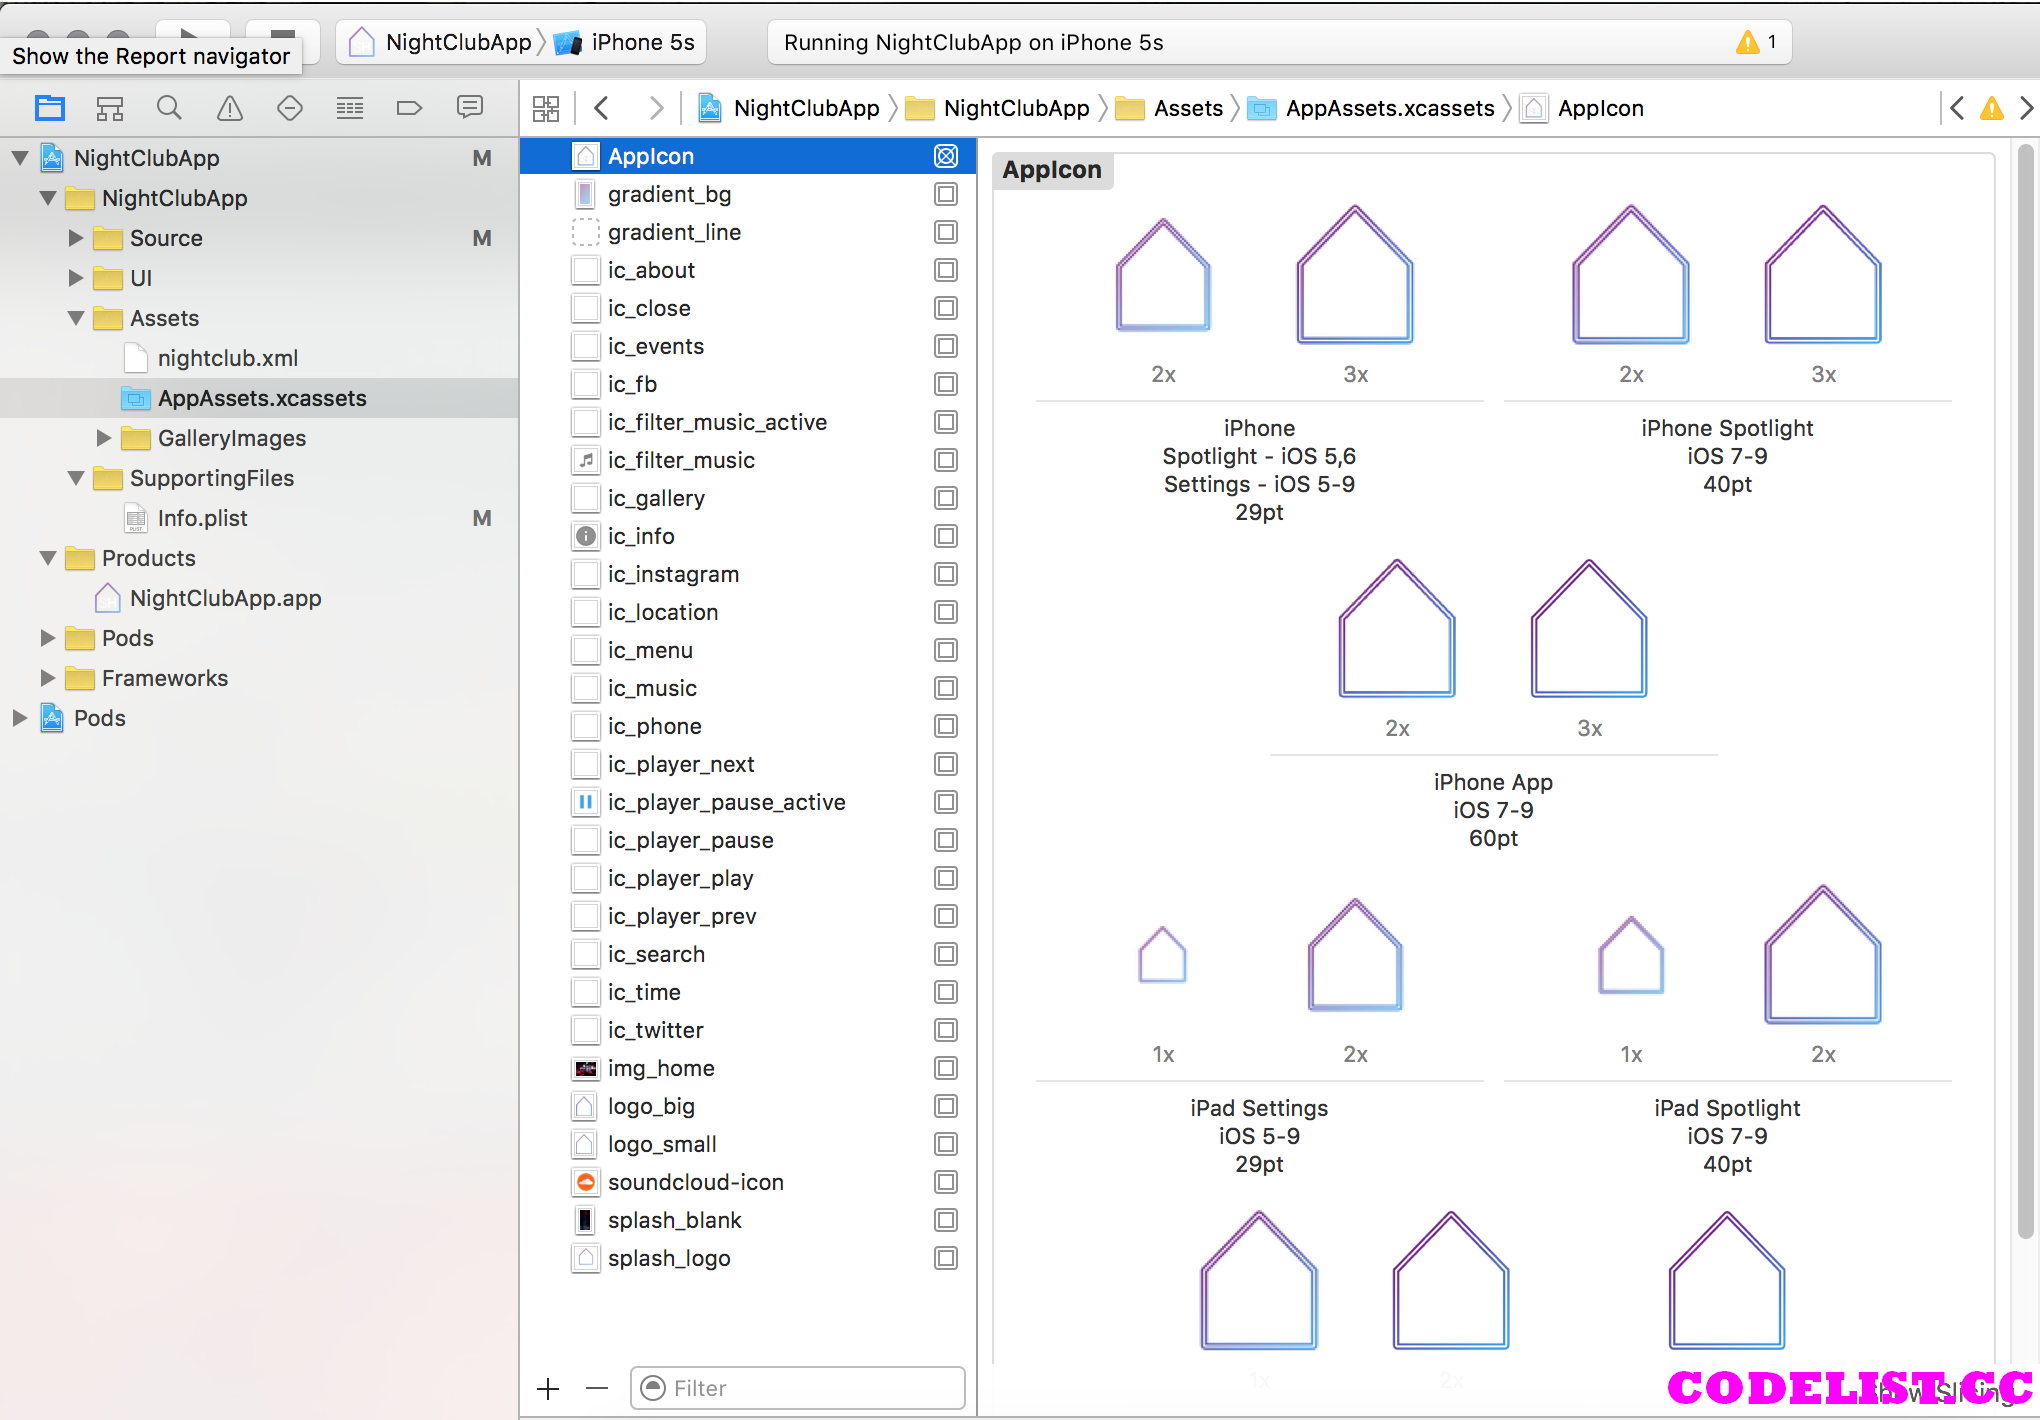 NightClubApp
iPhone 5s
Running NightClubApp on iPhone 5s
1
Show the Report navigator
NightClubApp
NightClubApp
Assets
AppAssets.xcassets
AppIcon
NightClubApp M
NightClubApp
Source M
UI
Assets
nightclub.xml
AppAssets.xcassets
GalleryImages
SupportingFiles
Info.plist M
Products
NightClubApp.app
Pods
Frameworks
Pods
AppIcon
gradient_bg
gradient_line
ic_about
ic_close
ic_events
ic_fb
ic_filter_music_active
ic_filter_music
ic_gallery
ic_info
ic_instagram
ic_location
ic_menu
ic_music
ic_phone
ic_player_next
ic_player_pause_active
ic_player_pause
ic_player_play
ic_player_prev
ic_search
ic_time
ic_twitter
img_home
logo_big
logo_small
soundcloud-icon
splash_blank
splash_logo
Filter
AppIcon
2x 3x 2x 3x
iPhone
Spotlight - iOS 5,6
Settings - iOS 5-9
29pt
iPhone Spotlight
iOS 7-9
40pt
2x 3x
iPhone App
iOS 7-9
60pt
1x 2x 1x 2x
iPad Settings
iOS 5-9
29pt
iPad Spotlight
iOS 7-9
40pt
1x 2x
Show Slicing
CODELIST.CC